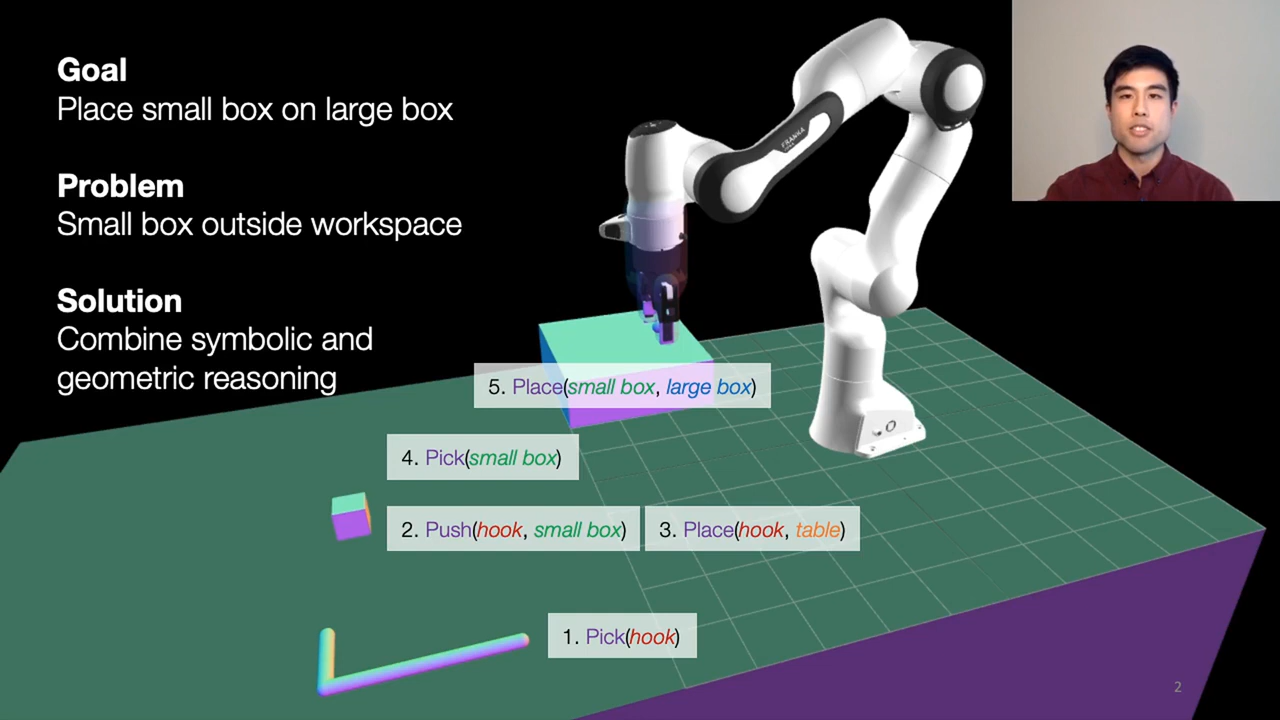 Goal
Place small box on large box
Problem
Small box outside workspace
Solution
Combine symbolic and
geometric reasoning
FRANKA
5. Place(small box, large box)
4. Pick(small box)
2. Push(hook, small box)
3. Place(hook, table)
1. Pick(hook)
2